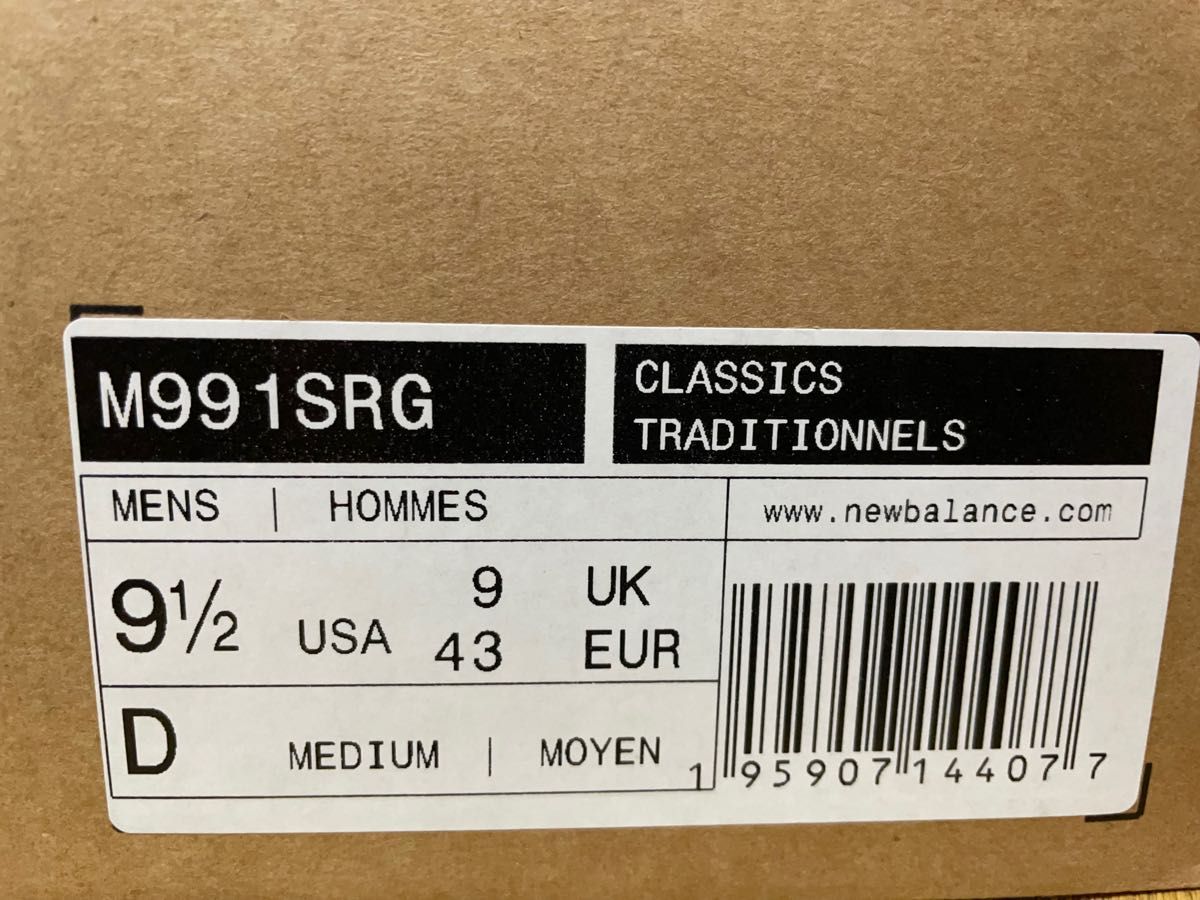 M991SRG
CLASSICS
TRADITIONNELS
MENS | HOMMES
www.newbalance.com
9½ USA
9 UK
43 EUR
D MEDIUM | MOYEN
1 95907 14407 7